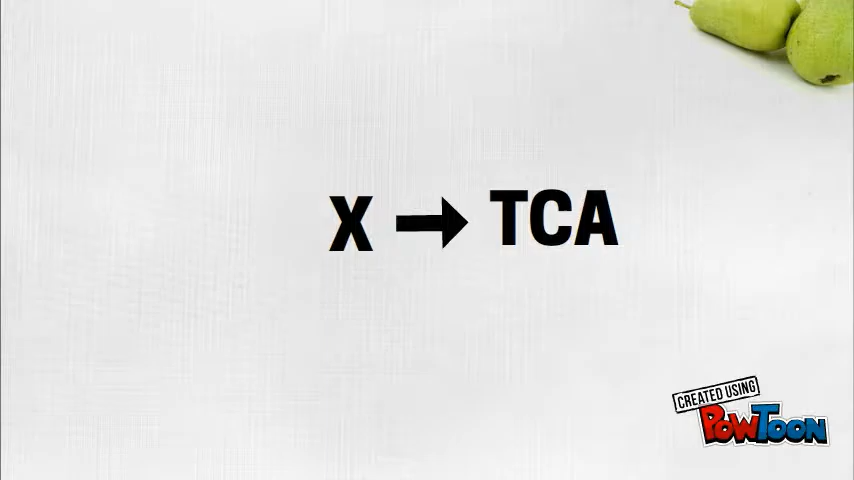 X → TCA
CREATED USING
POWTOON